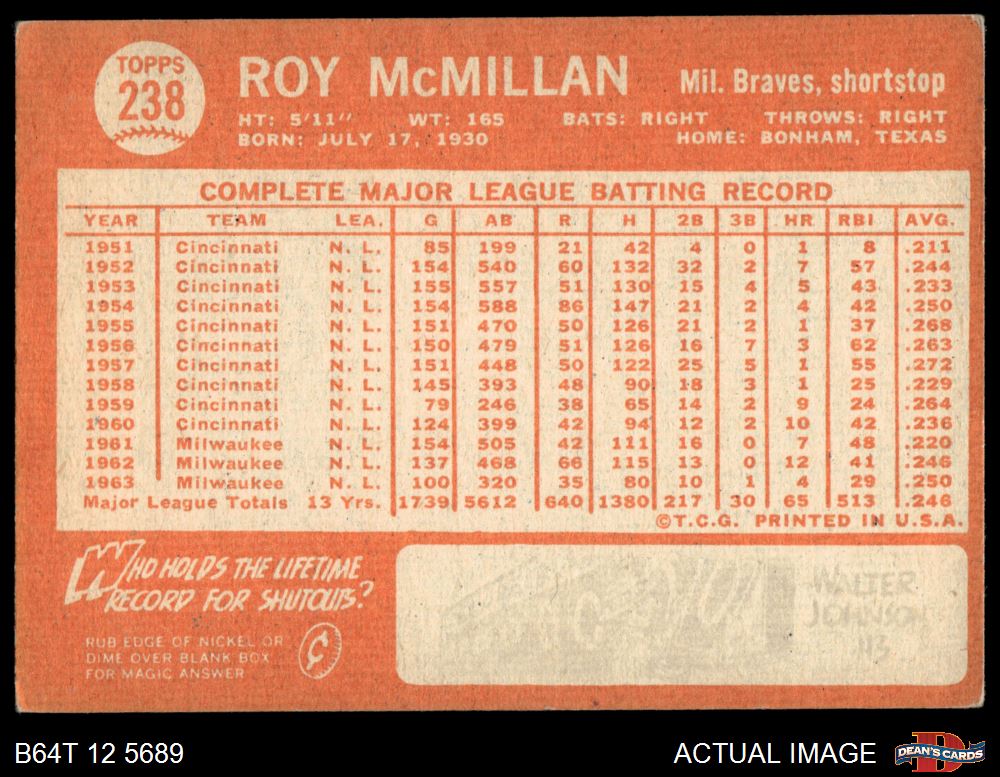 TOPPS
238
ROY McMILLAN
Mil. Braves, shortstop
HT: 5'11" WT: 165 BATS: RIGHT THROWS: RIGHT
BORN: JULY 17, 1930 HOME: BONHAM, TEXAS
COMPLETE MAJOR LEAGUE BATTING RECORD
YEAR TEAM LEA. G AB R H 2B 3B HR RBI AVG.
1951 Cincinnati N. L. 85 199 21 42 4 0 1 8 .211
1952 Cincinnati N. L. 154 540 60 132 32 2 7 57 .244
1953 Cincinnati N. L. 155 557 51 130 15 4 5 43 .233
1954 Cincinnati N. L. 154 588 86 147 21 2 4 42 .250
1955 Cincinnati N. L. 151 470 50 126 21 2 1 37 .268
1956 Cincinnati N. L. 150 479 51 126 16 7 3 62 .263
1957 Cincinnati N. L. 151 448 50 122 25 5 1 55 .272
1958 Cincinnati N. L. 145 393 48 90 18 3 1 25 .229
1959 Cincinnati N. L. 79 246 38 65 14 2 9 24 .264
1960 Cincinnati N. L. 124 399 42 94 12 2 10 42 .236
1961 Milwaukee N. L. 154 505 42 111 16 0 7 48 .220
1962 Milwaukee N. L. 137 468 66 115 13 0 12 41 .246
1963 Milwaukee N. L. 100 320 35 80 10 1 4 29 .250
Major League Totals 13 Yrs. 1739 5612 640 1380 217 30 65 513 .246
©T.C.G. PRINTED IN U.S.A.
WHO HOLDS THE LIFETIME
RECORD FOR SHUTOUTS?
RUB EDGE OF NICKEL OR
DIME OVER BLANK BOX
FOR MAGIC ANSWER
¢
WALTER
JOHNSON
113
B64T 12 5689
ACTUAL IMAGE
DEAN'S CARDS